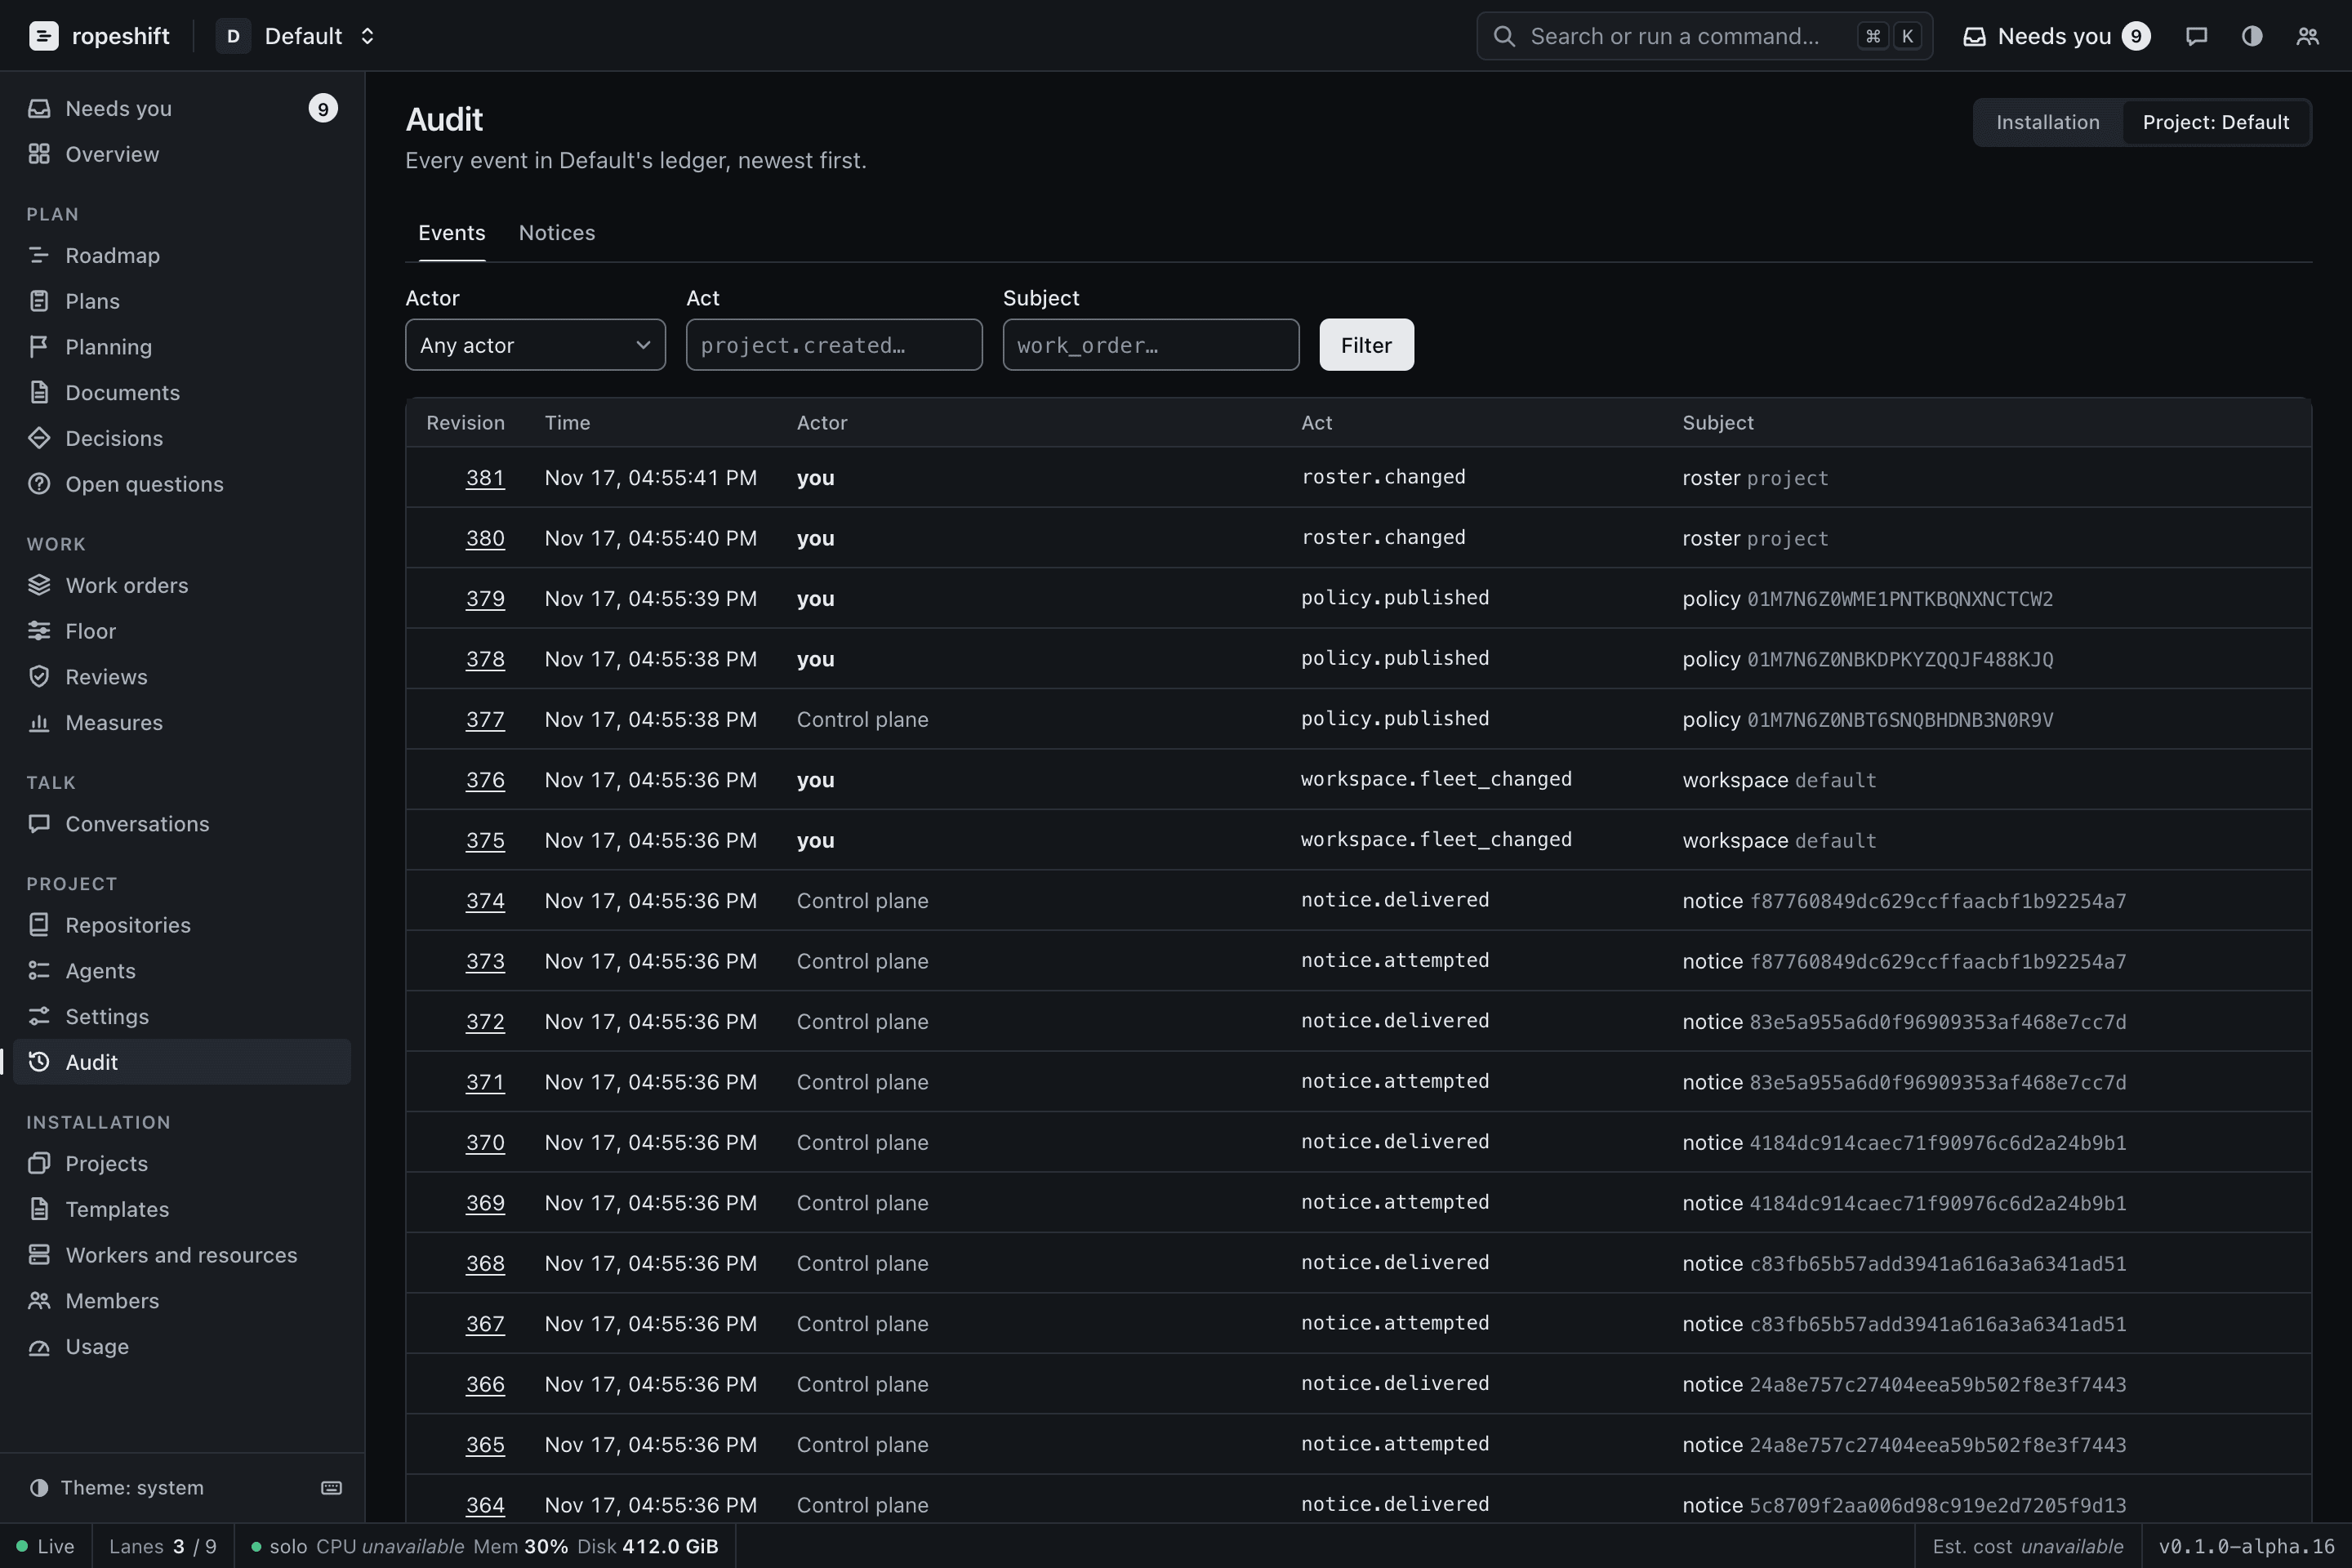 ropeshift D Default Search or run a command... ⌘ K Needs you 9
Needs you 9
Overview
PLAN
Roadmap
Plans
Planning
Documents
Decisions
Open questions
WORK
Work orders
Floor
Reviews
Measures
TALK
Conversations
PROJECT
Repositories
Agents
Settings
Audit
INSTALLATION
Projects
Templates
Workers and resources
Members
Usage
Theme: system
Audit
Every event in Default's ledger, newest first.
Installation Project: Default
Events Notices
Actor Act Subject
Any actor project.created… work_order… Filter
Revision Time Actor Act Subject
381 Nov 17, 04:55:41 PM you roster.changed roster project
380 Nov 17, 04:55:40 PM you roster.changed roster project
379 Nov 17, 04:55:39 PM you policy.published policy 01M7N6Z0WME1PNTKBQNXNCTCW2
378 Nov 17, 04:55:38 PM you policy.published policy 01M7N6Z0NBKDPKYZQQJF488KJQ
377 Nov 17, 04:55:38 PM Control plane policy.published policy 01M7N6Z0NBT6SNQBHDNB3N0R9V
376 Nov 17, 04:55:36 PM you workspace.fleet_changed workspace default
375 Nov 17, 04:55:36 PM you workspace.fleet_changed workspace default
374 Nov 17, 04:55:36 PM Control plane notice.delivered notice f87760849dc629ccffaacbf1b92254a7
373 Nov 17, 04:55:36 PM Control plane notice.attempted notice f87760849dc629ccffaacbf1b92254a7
372 Nov 17, 04:55:36 PM Control plane notice.delivered notice 83e5a955a6d0f96909353af468e7cc7d
371 Nov 17, 04:55:36 PM Control plane notice.attempted notice 83e5a955a6d0f96909353af468e7cc7d
370 Nov 17, 04:55:36 PM Control plane notice.delivered notice 4184dc914caec71f90976c6d2a24b9b1
369 Nov 17, 04:55:36 PM Control plane notice.attempted notice 4184dc914caec71f90976c6d2a24b9b1
368 Nov 17, 04:55:36 PM Control plane notice.delivered notice c83fb65b57add3941a616a3a6341ad51
367 Nov 17, 04:55:36 PM Control plane notice.attempted notice c83fb65b57add3941a616a3a6341ad51
366 Nov 17, 04:55:36 PM Control plane notice.delivered notice 24a8e757c27404eea59b502f8e3f7443
365 Nov 17, 04:55:36 PM Control plane notice.attempted notice 24a8e757c27404eea59b502f8e3f7443
364 Nov 17, 04:55:36 PM Control plane notice.delivered notice 5c8709f2aa006d98c919e2d7205f9d13
Live Lanes 3 / 9 solo CPU unavailable Mem 30% Disk 412.0 GiB Est. cost unavailable v0.1.0-alpha.16